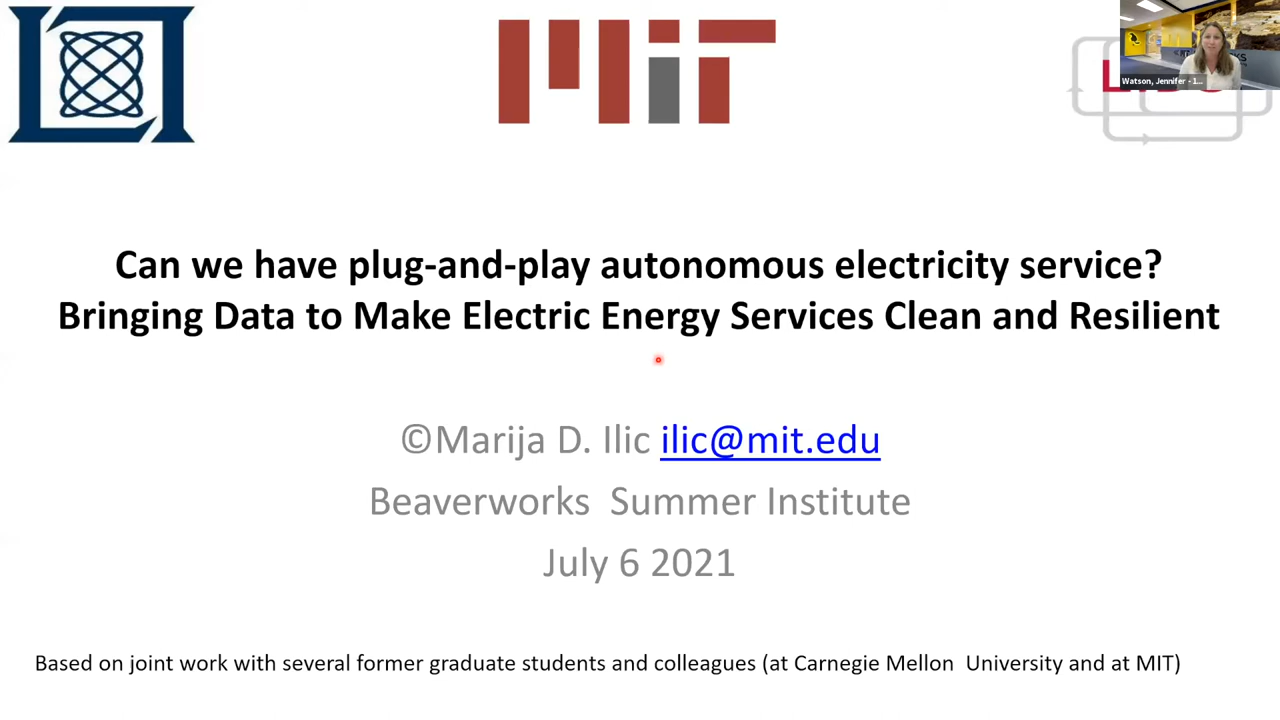 MIT
Watson, Jennifer - 1...
Can we have plug-and-play autonomous electricity service?
Bringing Data to Make Electric Energy Services Clean and Resilient
©Marija D. Ilic ilic@mit.edu
Beaverworks  Summer Institute
July 6 2021
Based on joint work with several former graduate students and colleagues (at Carnegie Mellon  University and at MIT)